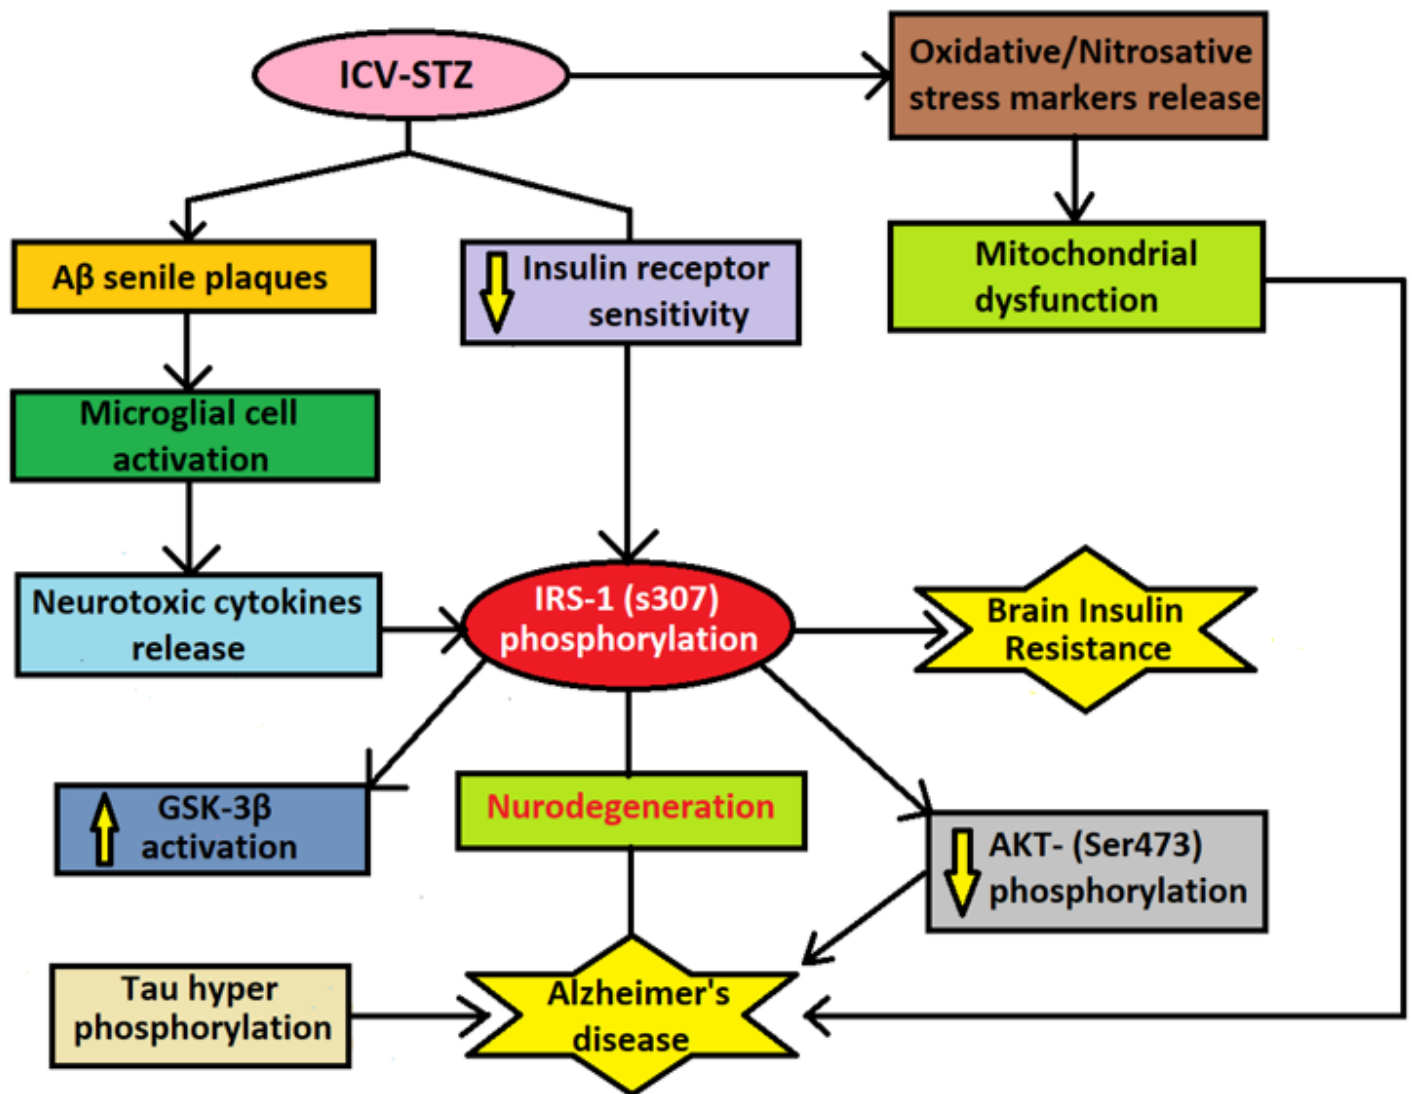 ICV-STZ
Oxidative/Nitrosative
stress markers release
Aβ senile plaques
Insulin receptor
sensitivity
Mitochondrial
dysfunction
Microglial cell
activation
Neurotoxic cytokines
release
IRS-1 (s307)
phosphorylation
Brain Insulin
Resistance
GSK-3β
activation
Nurodegeneration
AKT- (Ser473)
phosphorylation
Tau hyper
phosphorylation
Alzheimer's
disease